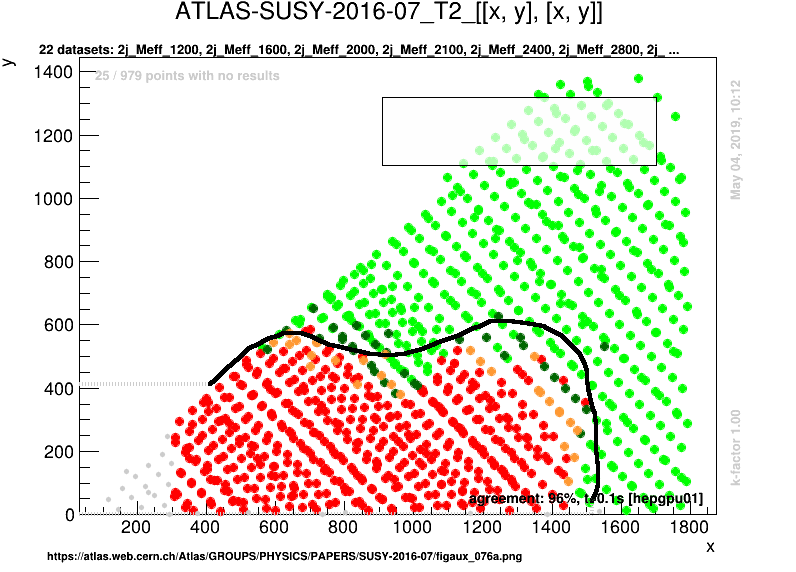 ATLAS-SUSY-2016-07_T2_[[x, y], [x, y]]
22 datasets: 2j_Meff_1200, 2j_Meff_1600, 2j_Meff_2000, 2j_Meff_2100, 2j_Meff_2400, 2j_Meff_2800, 2j_ ...
y
25 / 979 points with no results
1400
1200
1000
800
600
400
200
0
May 04, 2019, 10:12
k-factor 1.00
agreement: 96%, t=0.1s [hepgpu01]
200 400 600 800 1000 1200 1400 1600 1800
x
https://atlas.web.cern.ch/Atlas/GROUPS/PHYSICS/PAPERS/SUSY-2016-07/figaux_076a.png